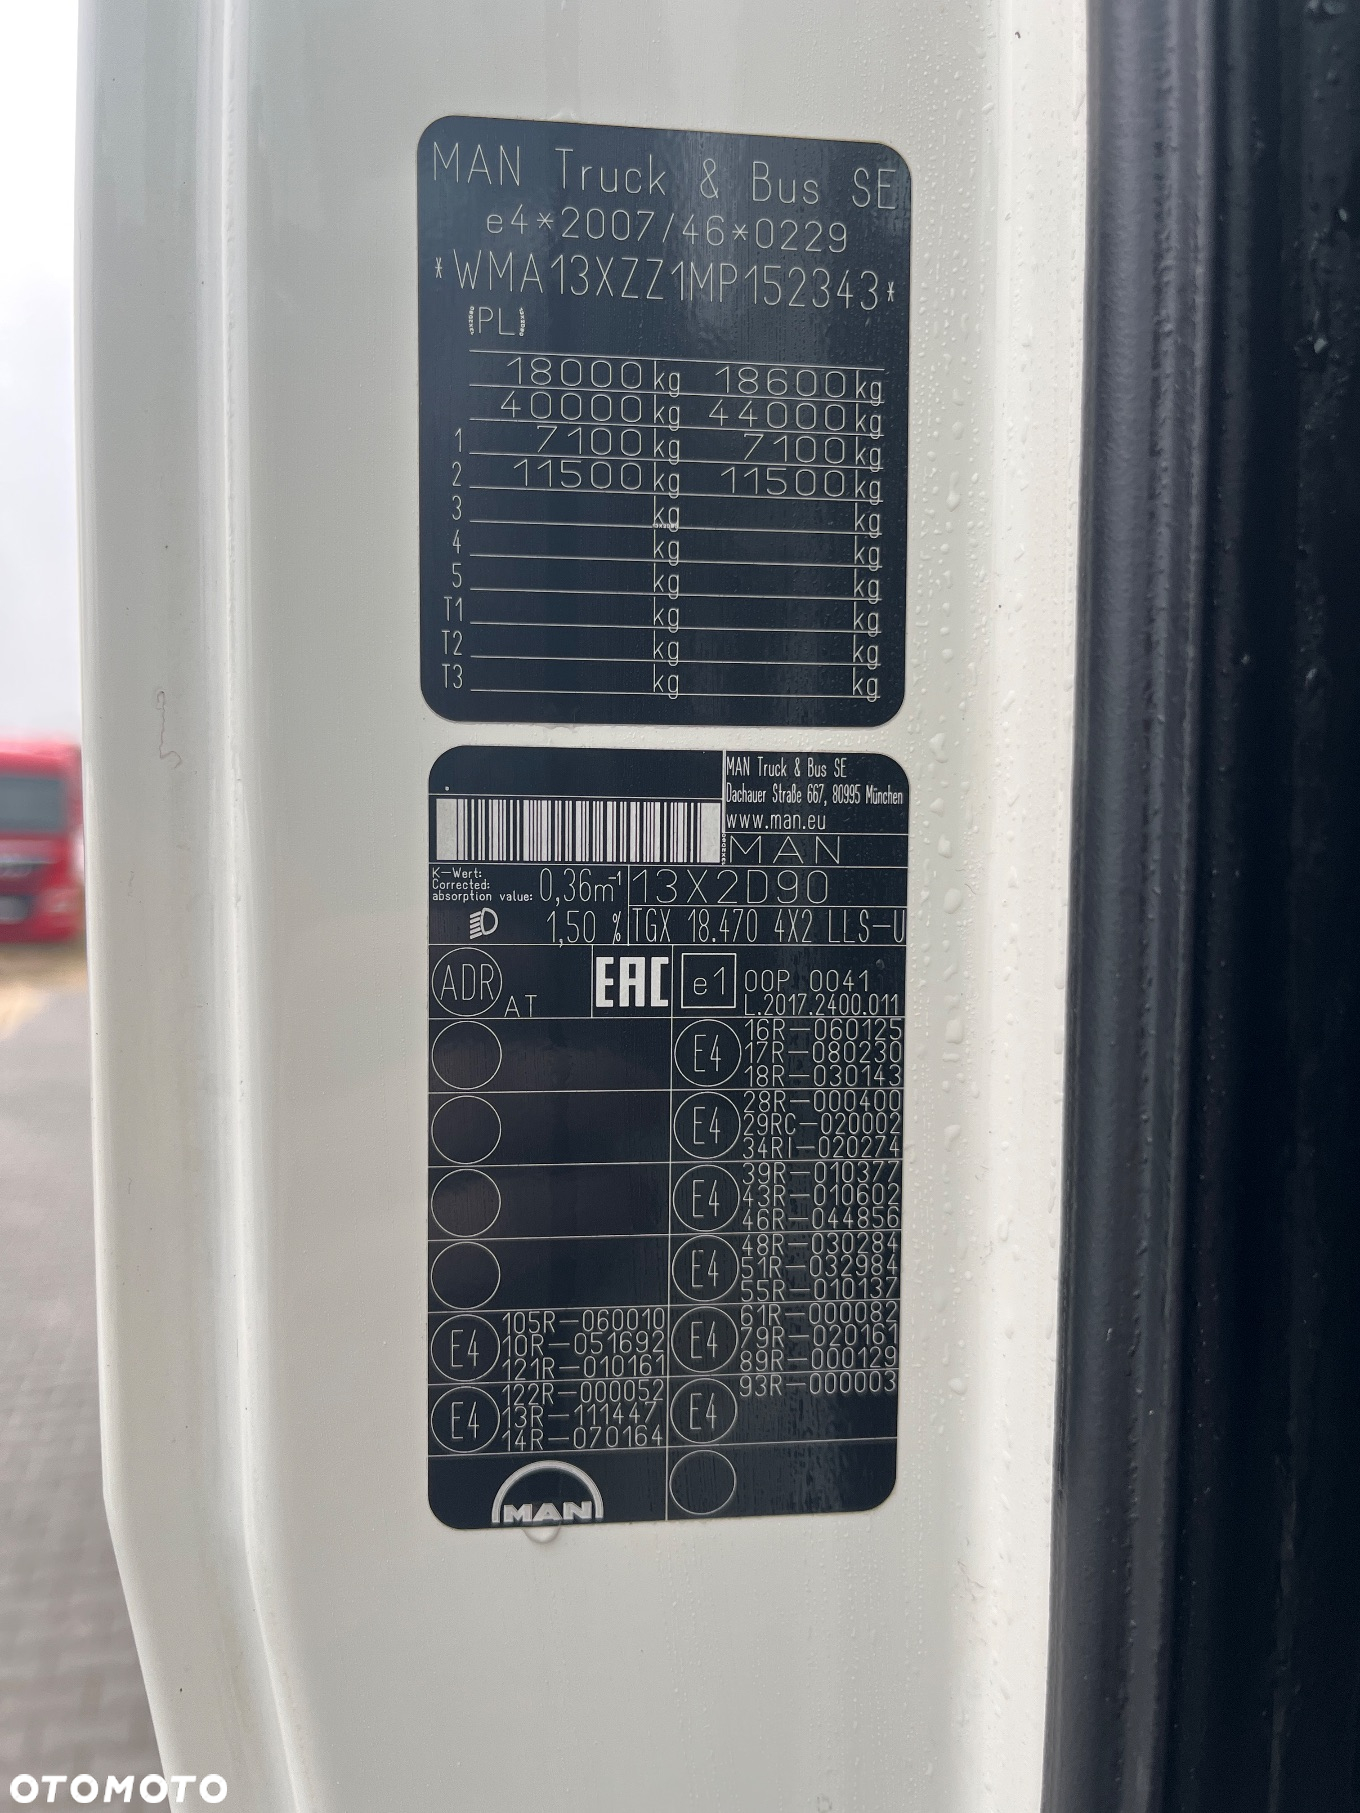 MAN Truck & Bus SE
e4*2007/46*0229
*WMA13XZZ1MP152343*
(PL)
18000 kg 18600 kg
40000 kg 44000 kg
1 7100 kg 7100 kg
2 11500 kg 11500 kg
3 kg kg
4 kg kg
5 kg kg
T1 kg kg
T2 kg kg
T3 kg kg
MAN Truck & Bus SE
Dachauer Straße 667, 80995 München
www.man.eu
MAN
K-Wert:
Corrected:
absorption value: 0,36m⁻¹
13X2D90
1,50 %
TGX 18.470 4X2 LLS-U
ADR AT
EAC
e1 00P 0041
L.2017.2400.011
E4 16R-060125
17R-080230
18R-030143
E4 28R-000400
29RC-020002
34RI-020274
E4 39R-010377
43R-010602
46R-044856
E4 48R-030284
51R-032984
55R-010137
E4 105R-060010
10R-051692
121R-010161
E4 61R-000082
79R-020161
89R-000129
E4 122R-000052
13R-111447
14R-070164
E4 93R-000003
MAN
OTOMOTO